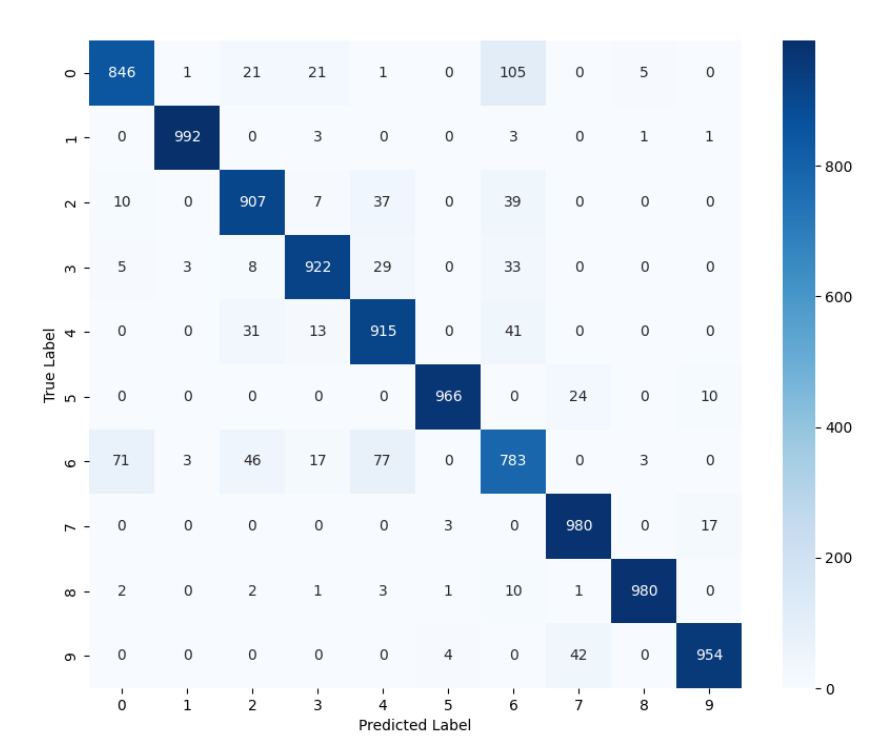 0 846 1 21 21 1 0 105 0 5 0
1 0 992 0 3 0 0 3 0 1 1
2 10 0 907 7 37 0 39 0 0 0
3 5 3 8 922 29 0 33 0 0 0
4 0 0 31 13 915 0 41 0 0 0
5 0 0 0 0 0 966 0 24 0 10
6 71 3 46 17 77 0 783 0 3 0
7 0 0 0 0 0 3 0 980 0 17
8 2 0 2 1 3 1 10 1 980 0
9 0 0 0 0 0 4 0 42 0 954
0 1 2 3 4 5 6 7 8 9
Predicted Label
True Label
800
600
400
200
0